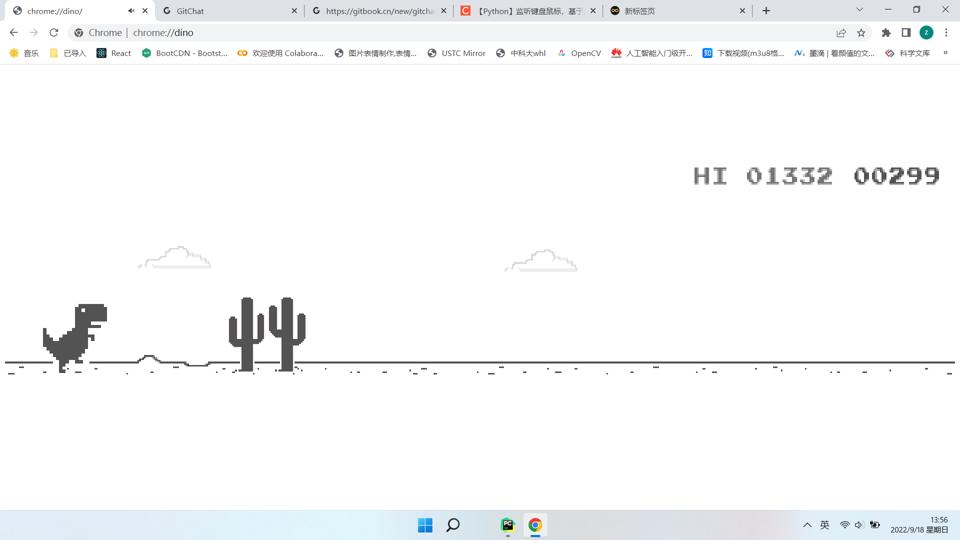 chrome://dino/
GitChat
https://gitbook.cn/new/gitcha
【Python】监听键盘鼠标，基于
新标签页
Chrome | chrome://dino
音乐
已导入
React
BootCDN - Bootst...
欢迎使用 Colabora...
图片表情制作,表情...
USTC Mirror
中科大whl
OpenCV
人工智能入门极开...
下载视频(m3u8格...
墨滴 | 看颜值的文...
科学文库
»
HI 01332 00299
英
13:56
2022/9/18 星期日